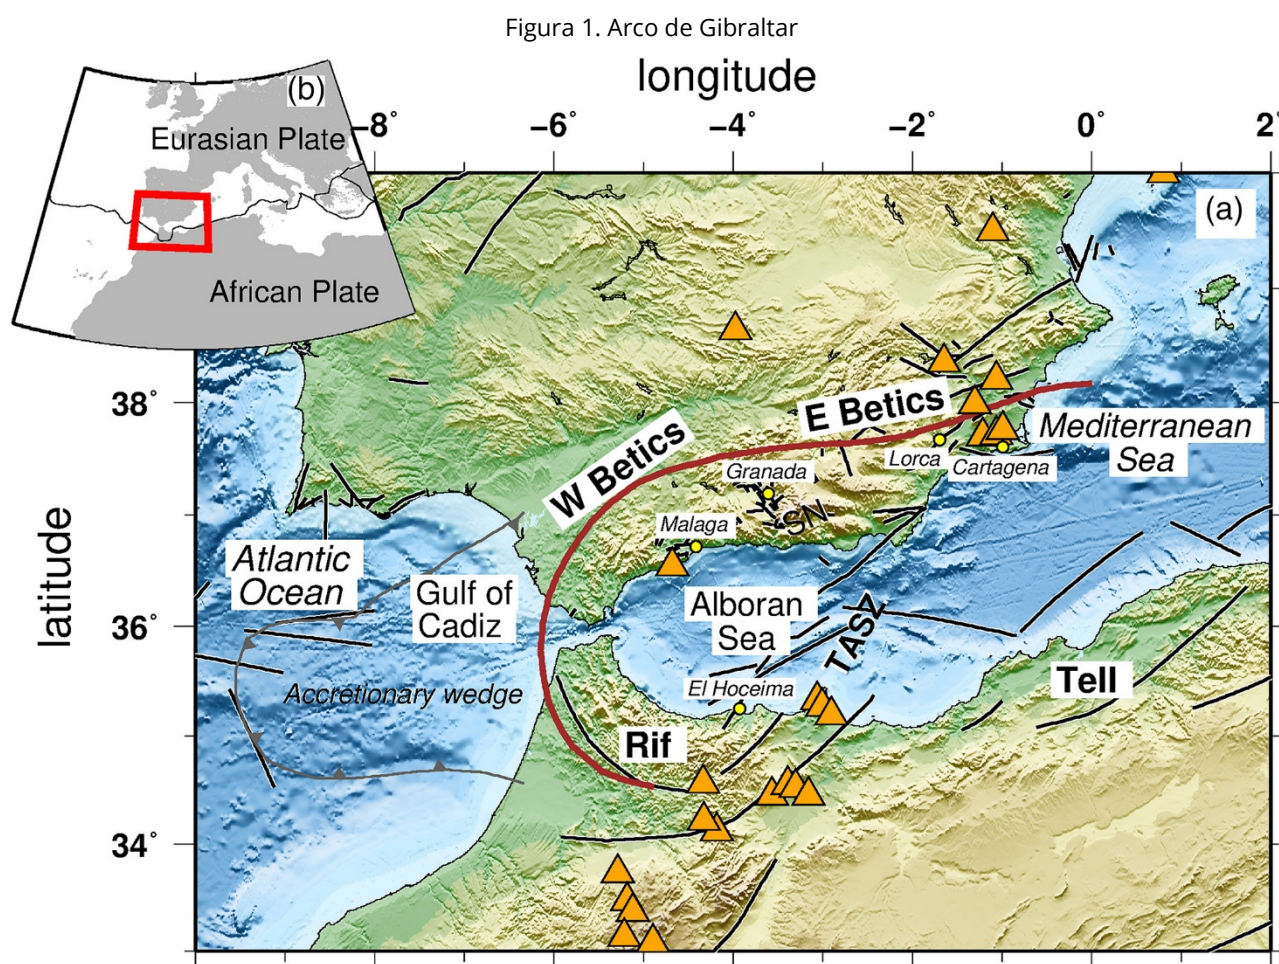 Figura 1. Arco de Gibraltar
longitude
(b)
Eurasian Plate
African Plate
−8˚
−6˚
−4˚
−2˚
0˚
2˚
(a)
38˚
36˚
34˚
latitude
E Betics
W Betics
Mediterranean
Sea
Granada
Lorca
Cartagena
SN
Malaga
Atlantic
Ocean
Gulf of
Cadiz
Alboran
Sea
TASZ
Accretionary wedge
El Hoceima
Tell
Rif